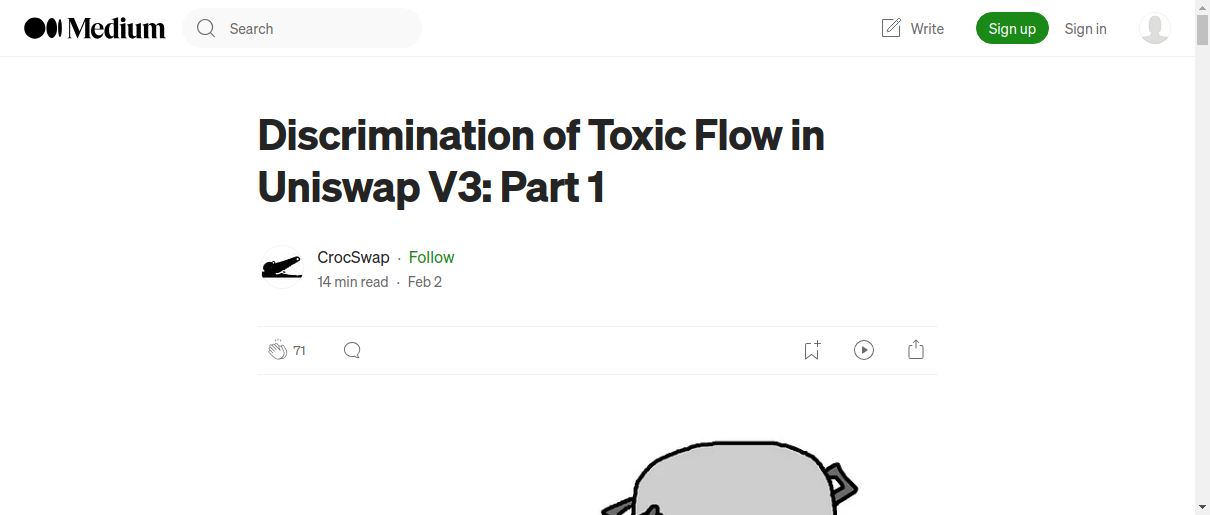 Medium
Search
Write
Sign up
Sign in
Discrimination of Toxic Flow in
Uniswap V3: Part 1
CrocSwap · Follow
14 min read · Feb 2
71